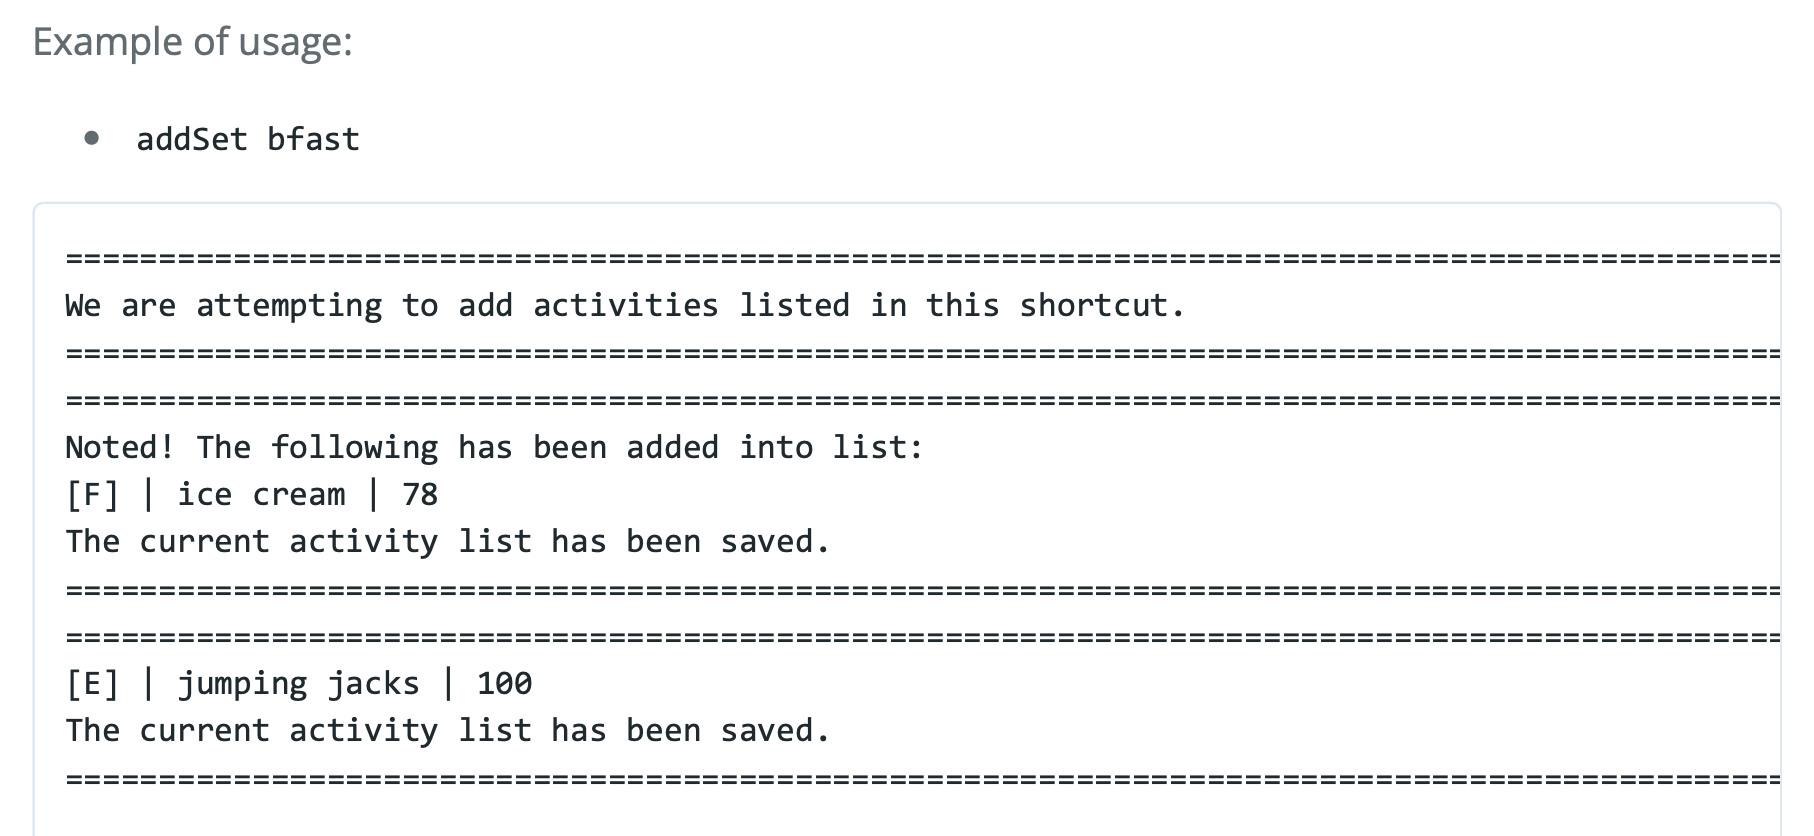 Example of usage:
• addSet bfast
============================================================================================
We are attempting to add activities listed in this shortcut.
============================================================================================
============================================================================================
Noted! The following has been added into list:
[F] | ice cream | 78
The current activity list has been saved.
============================================================================================
============================================================================================
[E] | jumping jacks | 100
The current activity list has been saved.
============================================================================================